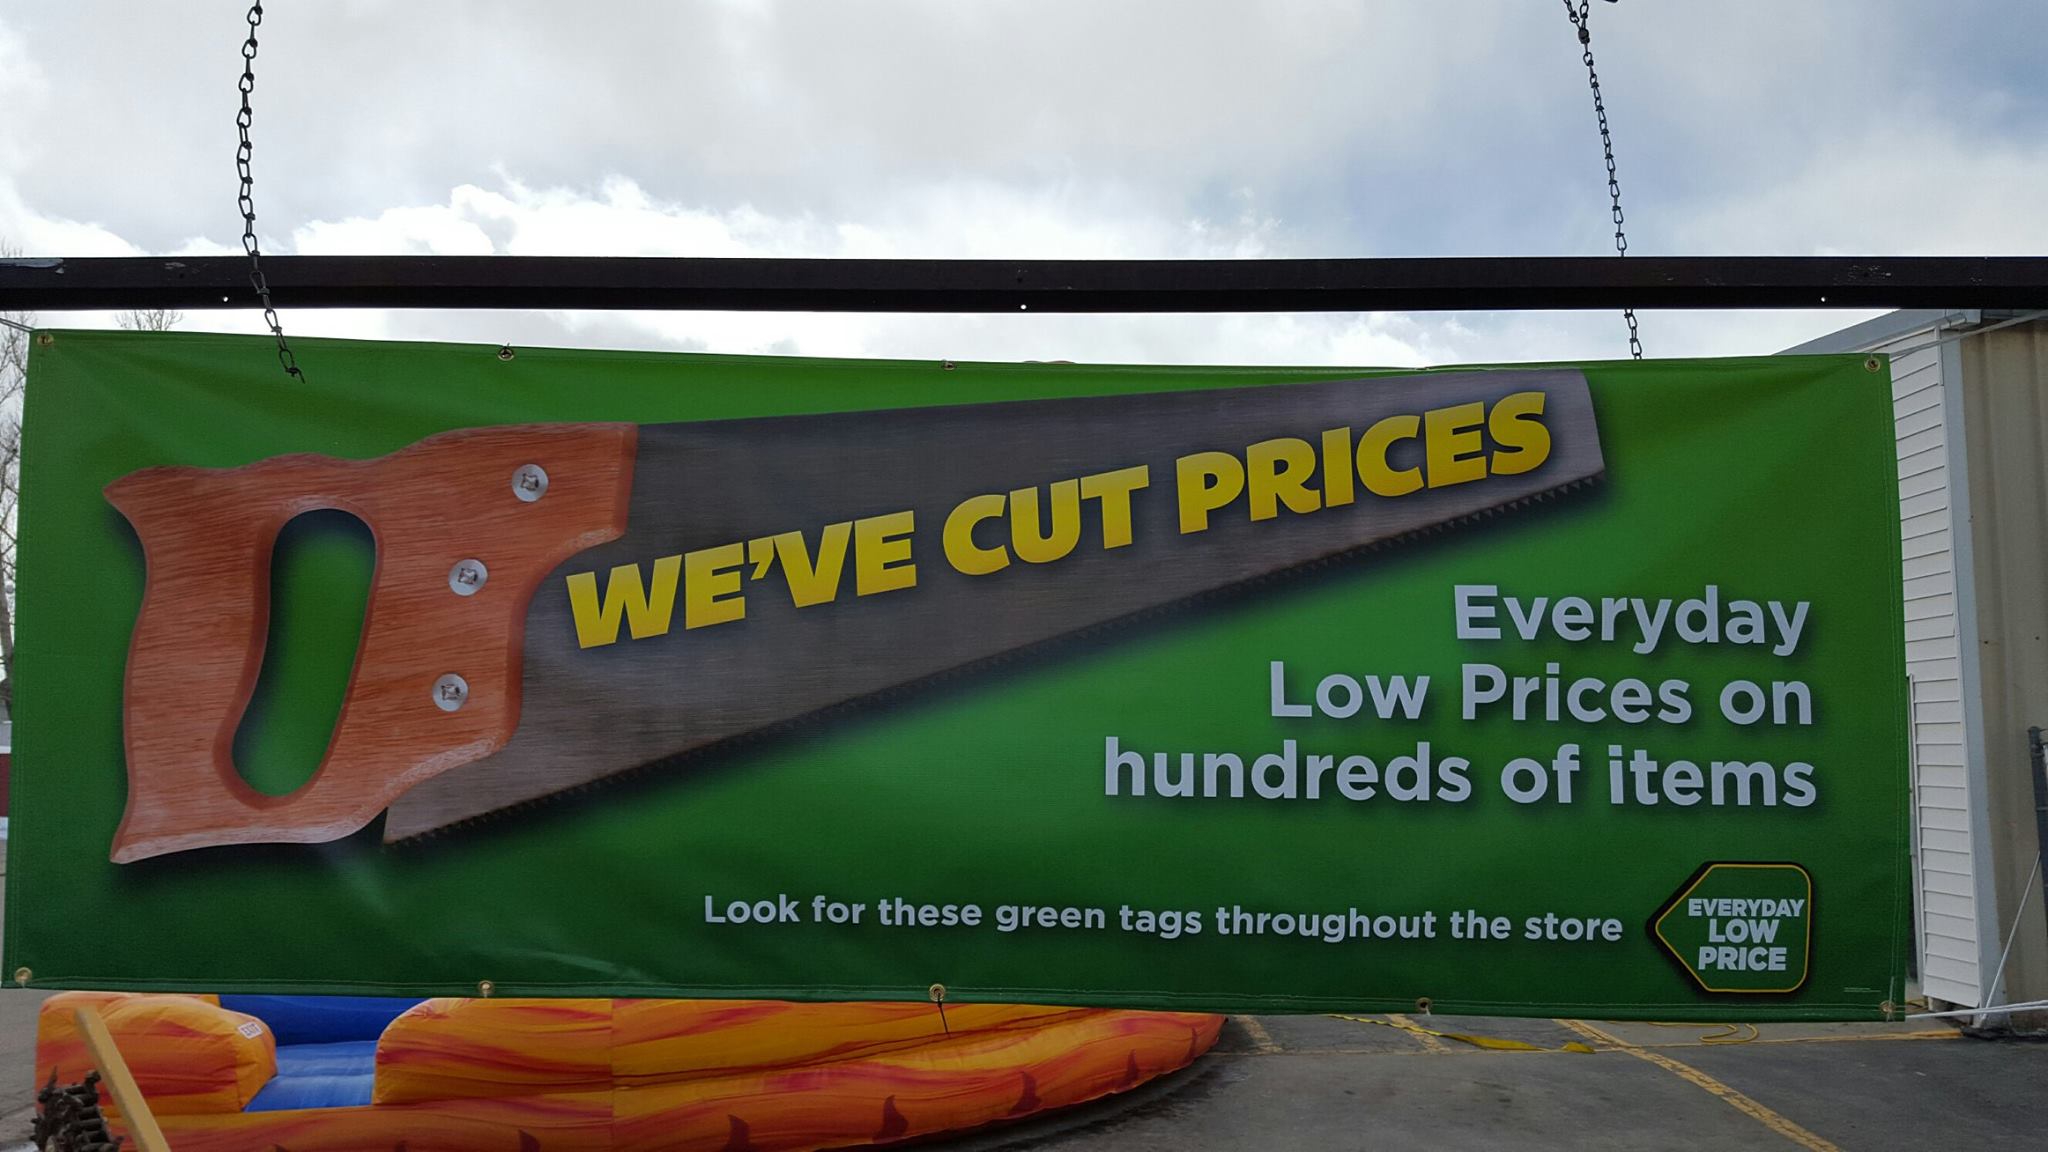 WE'VE CUT PRICES
Everyday
Low Prices on
hundreds of items
Look for these green tags throughout the store
EVERYDAY
LOW
PRICE
EXIT